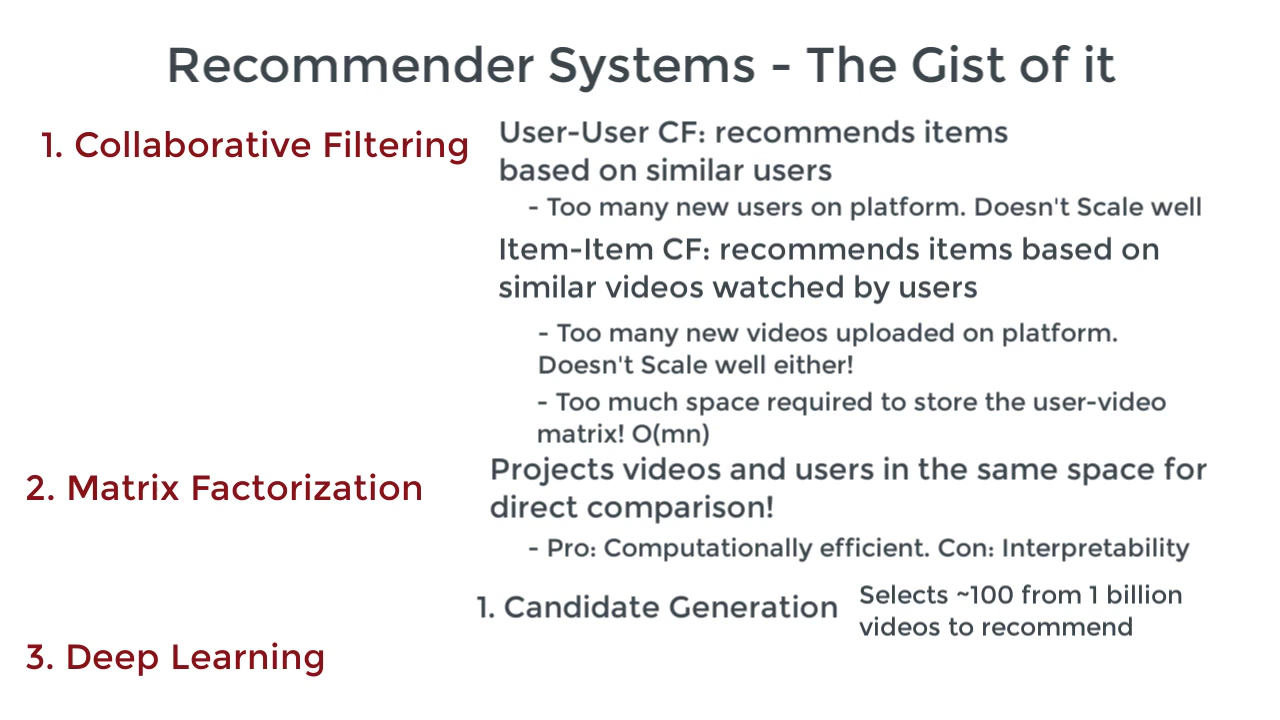 Recommender Systems - The Gist of it
1. Collaborative Filtering
User-User CF: recommends items
based on similar users
- Too many new users on platform. Doesn't Scale well
Item-Item CF: recommends items based on
similar videos watched by users
- Too many new videos uploaded on platform.
Doesn't Scale well either!
- Too much space required to store the user-video
matrix! O(mn)
2. Matrix Factorization
Projects videos and users in the same space for
direct comparison!
- Pro: Computationally efficient. Con: Interpretability
3. Deep Learning
1. Candidate Generation
Selects ~100 from 1 billion
videos to recommend